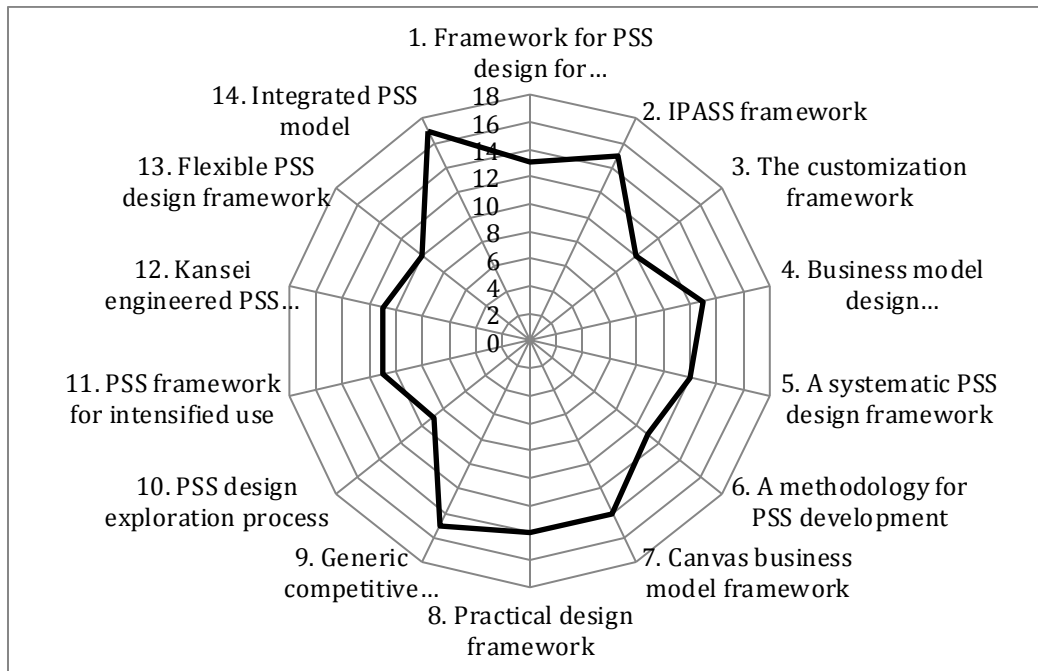 1. Framework for PSS
design for...
2. IPASS framework
3. The customization
framework
4. Business model
design...
5. A systematic PSS
design framework
6. A methodology for
PSS development
7. Canvas business
model framework
8. Practical design
framework
9. Generic
competitive...
10. PSS design
exploration process
11. PSS framework
for intensified use
12. Kansei
engineered PSS...
13. Flexible PSS
design framework
14. Integrated PSS
model
18
16
14
12
10
8
6
4
2
0